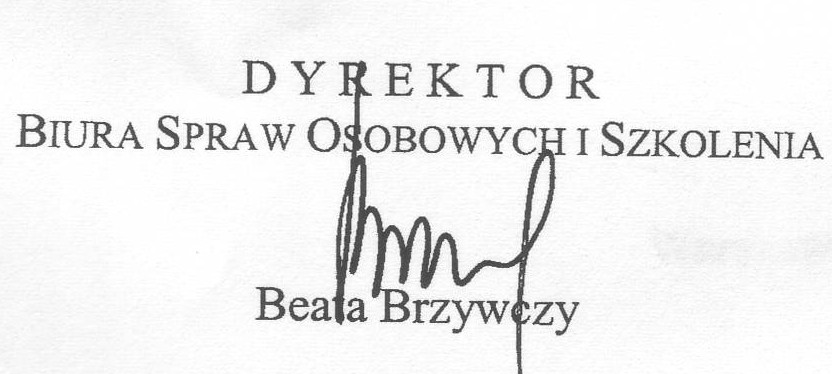 DYREKTOR
BIURA SPRAW OSOBOWYCH I SZKOLENIA
Beata Brzywczy